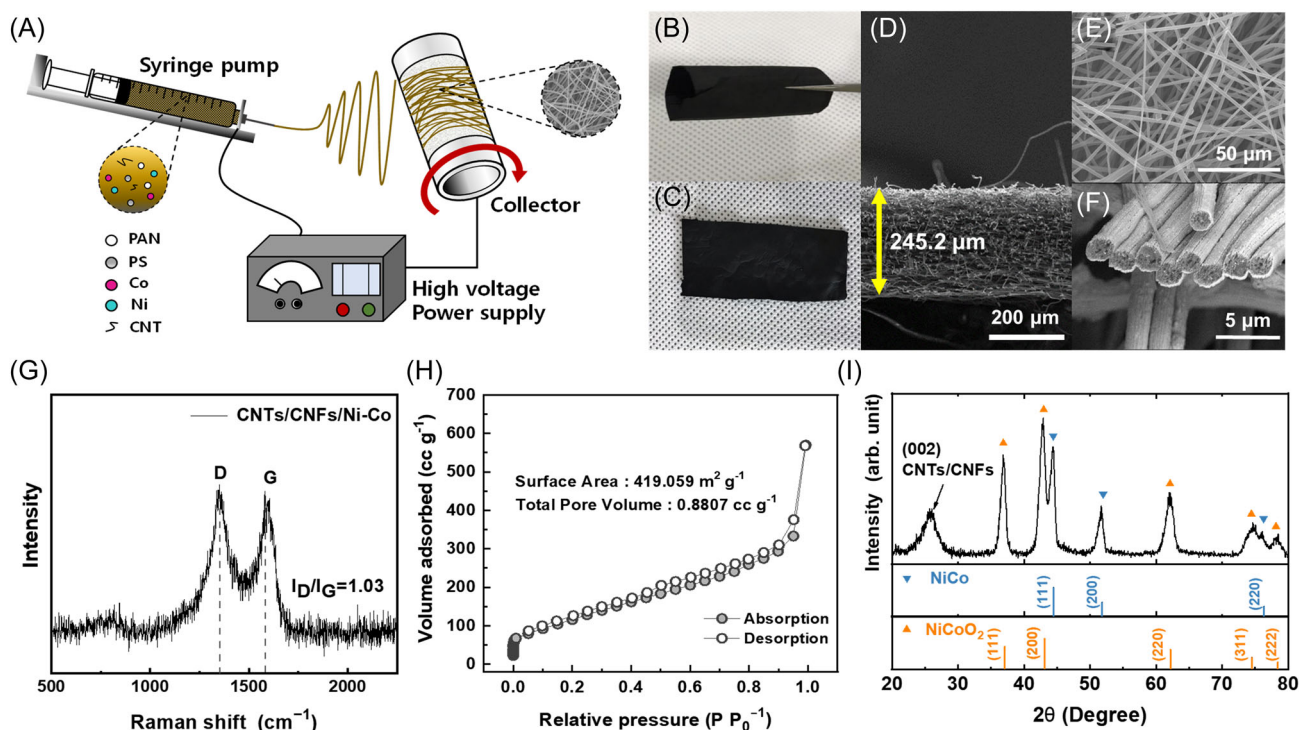 (A)
Syringe pump
Collector
PAN
PS
Co
Ni
CNT
High voltage
Power supply
(B)
(C)
(D)
245.2 µm
200 µm
(E)
50 µm
(F)
5 µm
(G)
CNTs/CNFs/Ni-Co
D
G
I_D/I_G=1.03
Intensity
500
1000
1500
2000
Raman shift (cm⁻¹)
(H)
Volume adsorbed (cc g⁻¹)
700
600
500
400
300
200
100
0
Surface Area : 419.059 m² g⁻¹
Total Pore Volume : 0.8807 cc g⁻¹
Absorption
Desorption
0.0
0.2
0.4
0.6
0.8
1.0
Relative pressure (P P₀⁻¹)
(I)
Intensity (arb. unit)
(002)
CNTs/CNFs
NiCo
(111)
(200)
(220)
NiCoO₂
(111)
(200)
(220)
(311)
(222)
20
30
40
50
60
70
80
2θ (Degree)